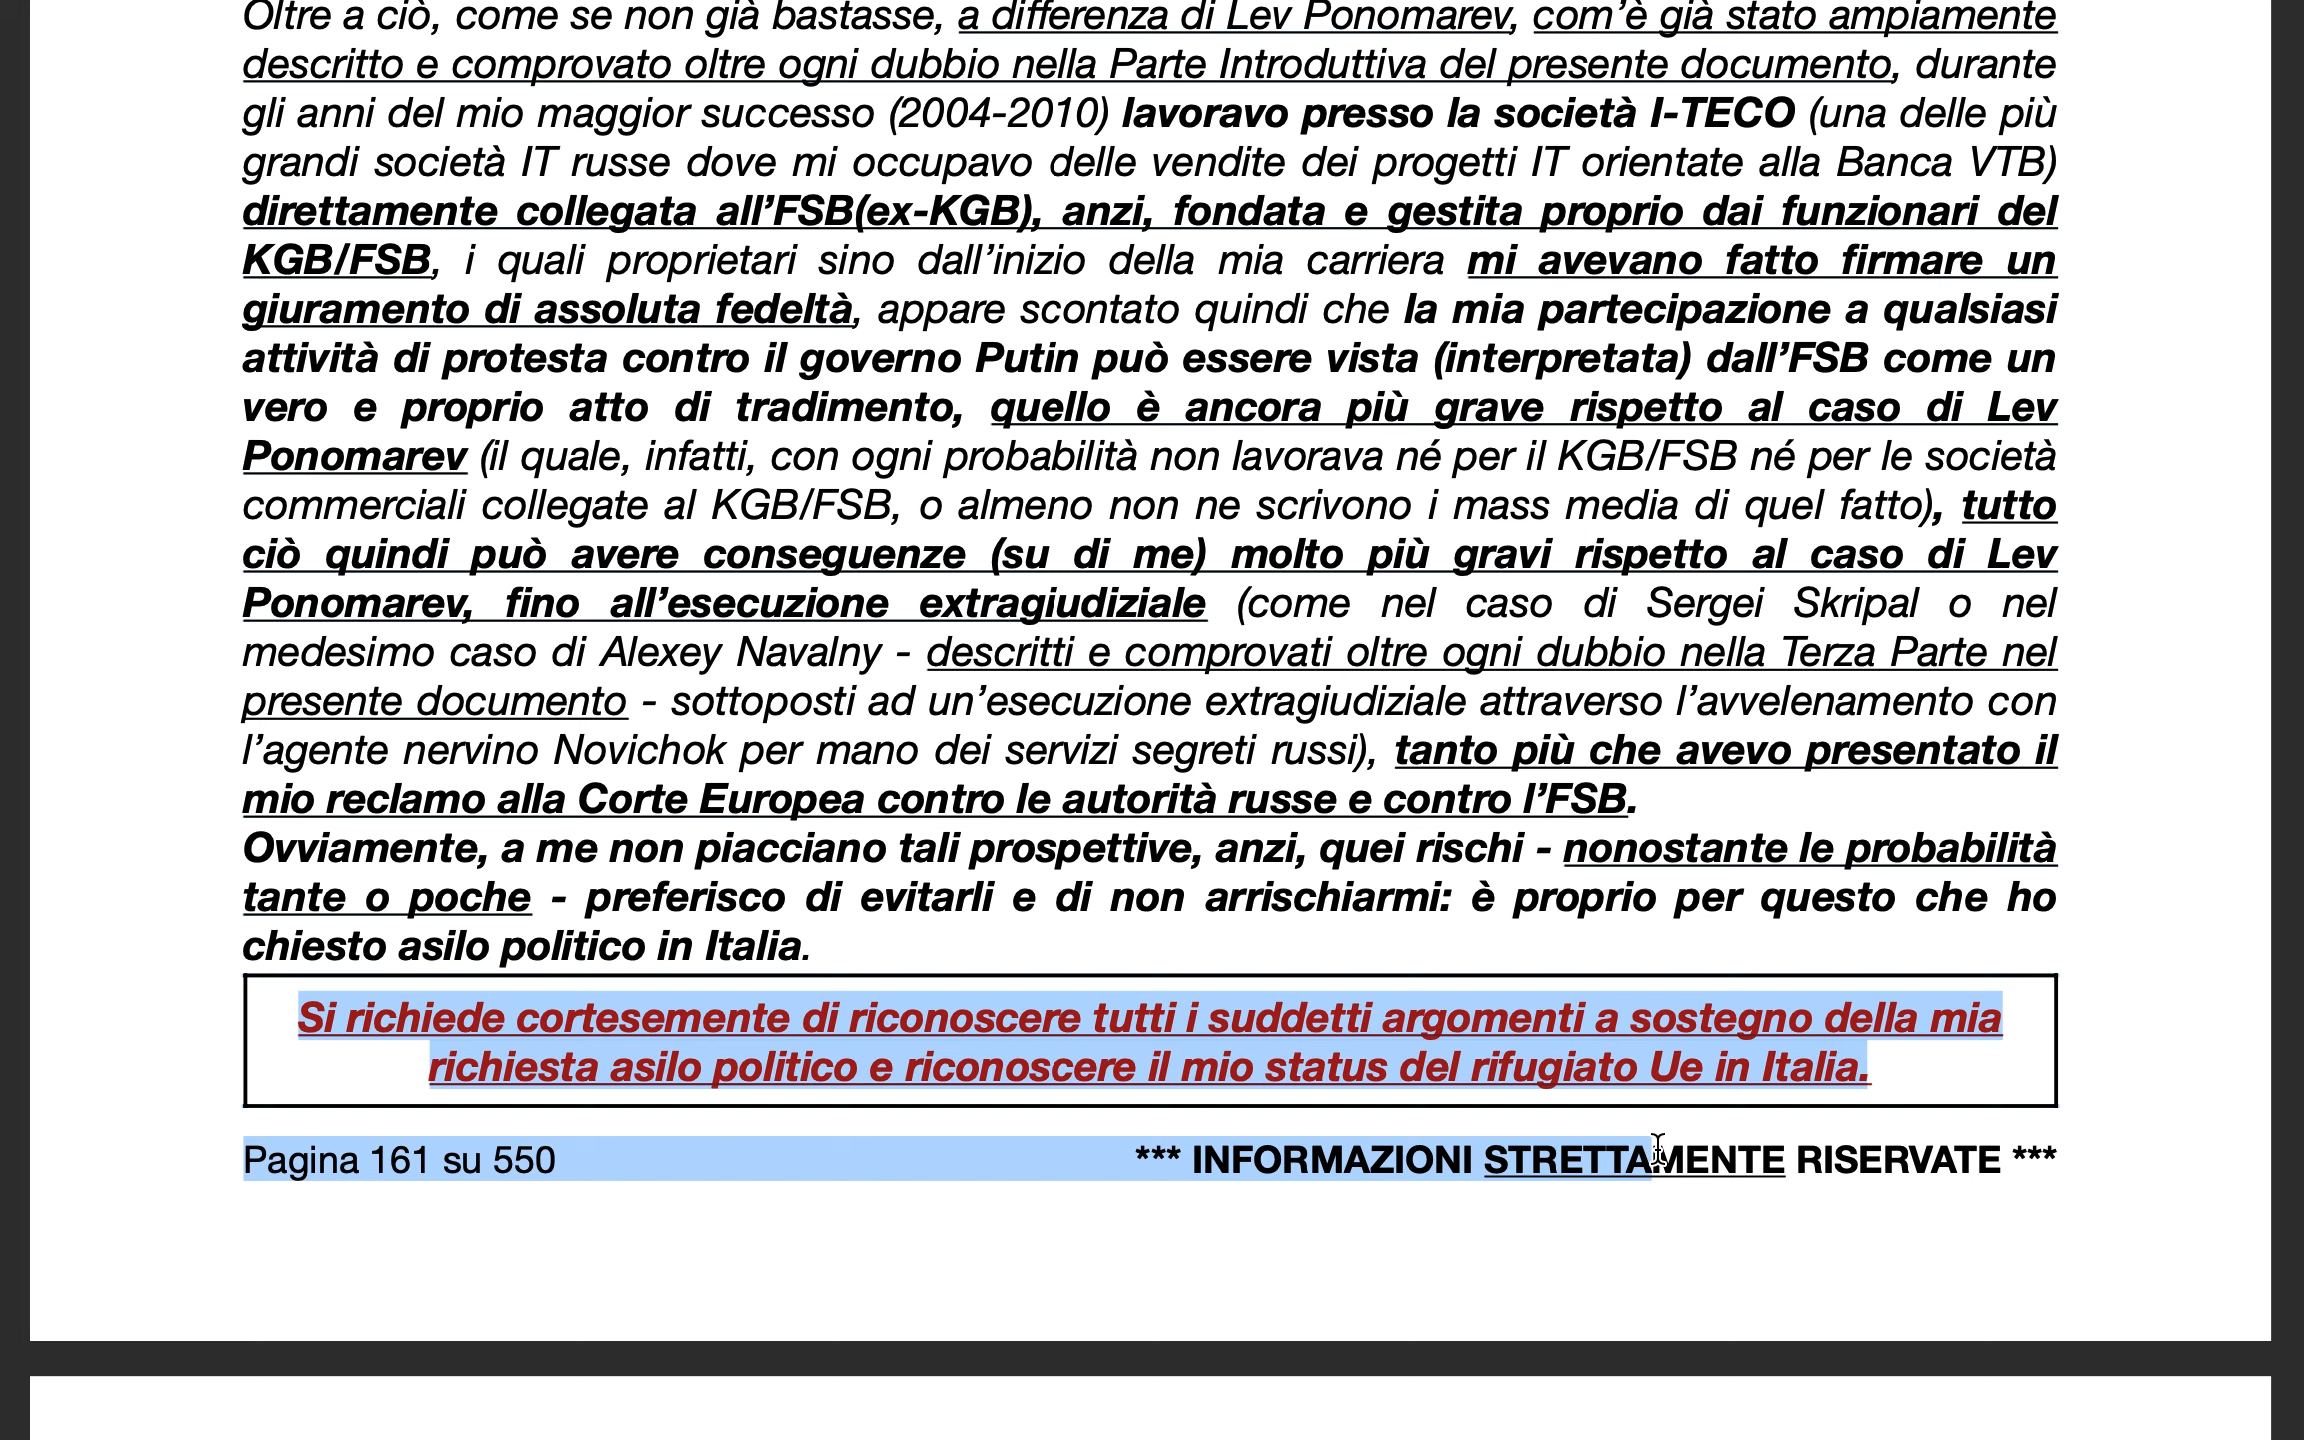 Oltre a ciò, come se non già bastasse, a differenza di Lev Ponomarev, com’è già stato ampiamente
descritto e comprovato oltre ogni dubbio nella Parte Introduttiva del presente documento, durante
gli anni del mio maggior successo (2004-2010) lavoravo presso la società I-TECO (una delle più
grandi società IT russe dove mi occupavo delle vendite dei progetti IT orientate alla Banca VTB)
direttamente collegata all’FSB(ex-KGB), anzi, fondata e gestita proprio dai funzionari del
KGB/FSB, i quali proprietari sino dall’inizio della mia carriera mi avevano fatto firmare un
giuramento di assoluta fedeltà, appare scontato quindi che la mia partecipazione a qualsiasi
attività di protesta contro il governo Putin può essere vista (interpretata) dall’FSB come un
vero e proprio atto di tradimento, quello è ancora più grave rispetto al caso di Lev
Ponomarev (il quale, infatti, con ogni probabilità non lavorava né per il KGB/FSB né per le società
commerciali collegate al KGB/FSB, o almeno non ne scrivono i mass media di quel fatto), tutto
ciò quindi può avere conseguenze (su di me) molto più gravi rispetto al caso di Lev
Ponomarev, fino all’esecuzione extragiudiziale (come nel caso di Sergei Skripal o nel
medesimo caso di Alexey Navalny - descritti e comprovati oltre ogni dubbio nella Terza Parte nel
presente documento - sottoposti ad un’esecuzione extragiudiziale attraverso l’avvelenamento con
l’agente nervino Novichok per mano dei servizi segreti russi), tanto più che avevo presentato il
mio reclamo alla Corte Europea contro le autorità russe e contro l’FSB.
Ovviamente, a me non piacciano tali prospettive, anzi, quei rischi - nonostante le probabilità
tante o poche - preferisco di evitarli e di non arrischiarmi: è proprio per questo che ho
chiesto asilo politico in Italia.
Si richiede cortesemente di riconoscere tutti i suddetti argomenti a sostegno della mia
richiesta asilo politico e riconoscere il mio status del rifugiato Ue in Italia.
Pagina 161 su 550 *** INFORMAZIONI STRETTAMENTE RISERVATE ***